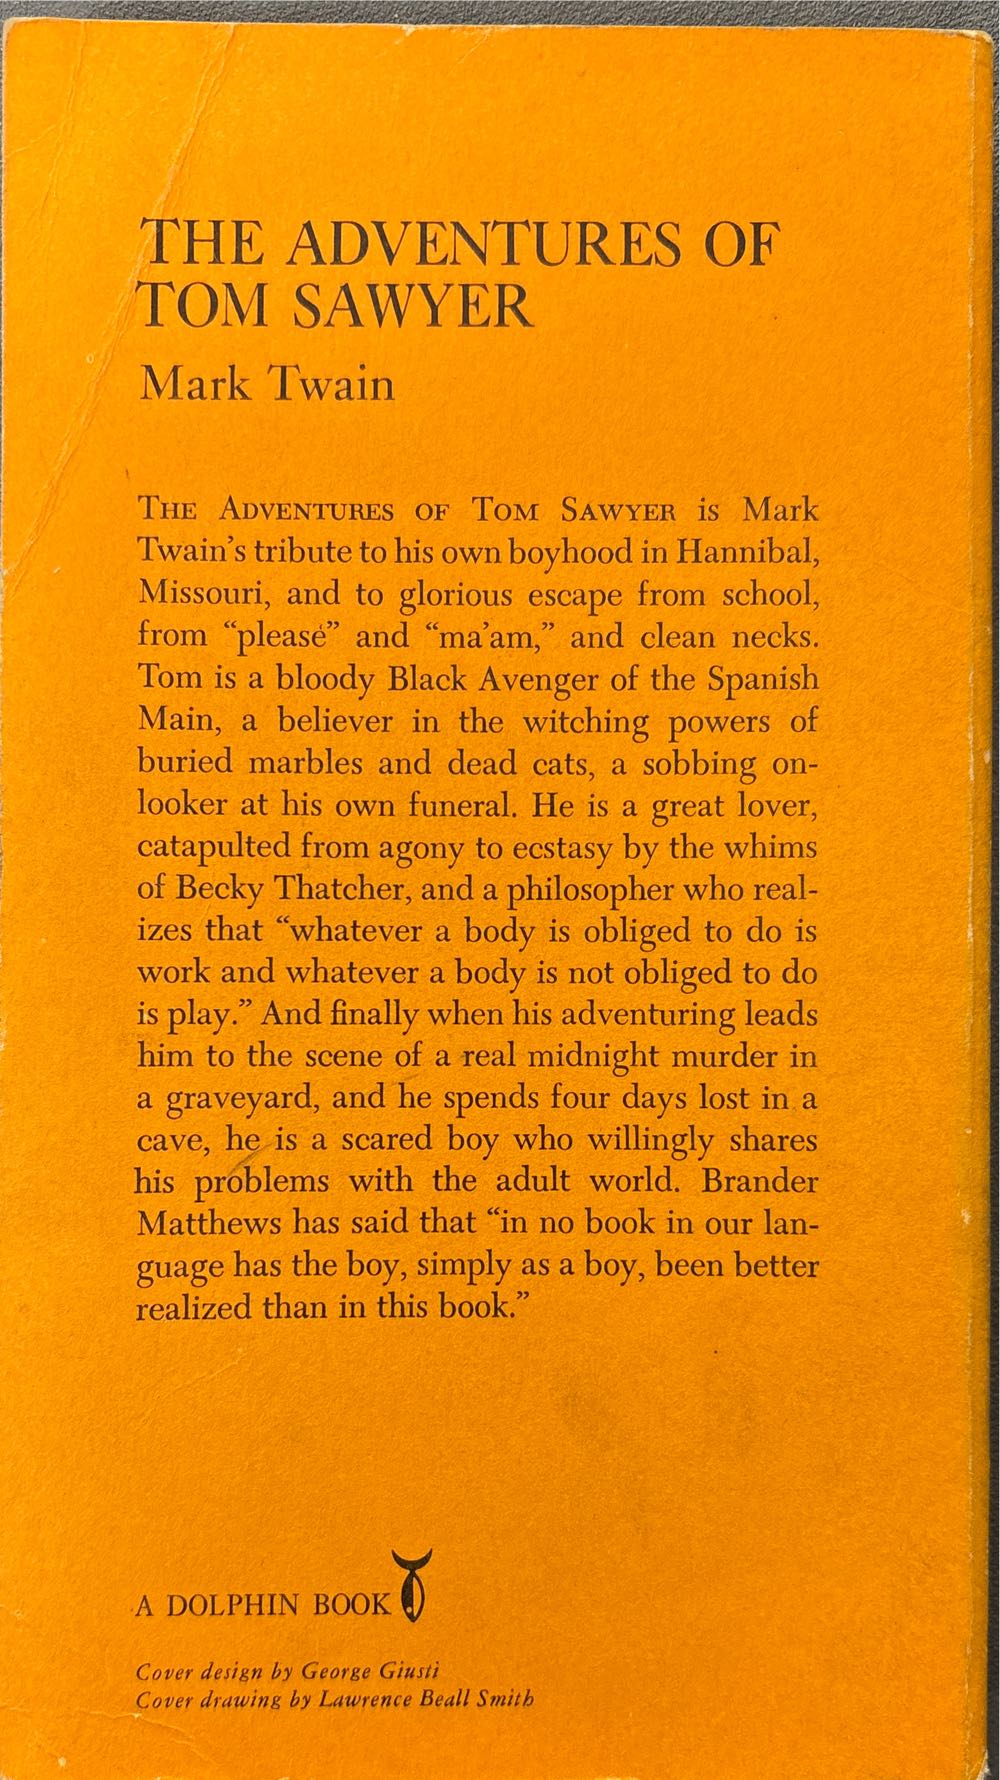 THE ADVENTURES OF
TOM SAWYER
Mark Twain
THE ADVENTURES OF TOM SAWYER is Mark
Twain's tribute to his own boyhood in Hannibal,
Missouri, and to glorious escape from school,
from “please” and “ma'am,” and clean necks.
Tom is a bloody Black Avenger of the Spanish
Main, a believer in the witching powers of
buried marbles and dead cats, a sobbing on-
looker at his own funeral. He is a great lover,
catapulted from agony to ecstasy by the whims
of Becky Thatcher, and a philosopher who real-
izes that “whatever a body is obliged to do is
work and whatever a body is not obliged to do
is play.” And finally when his adventuring leads
him to the scene of a real midnight murder in
a graveyard, and he spends four days lost in a
cave, he is a scared boy who willingly shares
his problems with the adult world. Brander
Matthews has said that “in no book in our lan-
guage has the boy, simply as a boy, been better
realized than in this book.”
A DOLPHIN BOOK
Cover design by George Giusti
Cover drawing by Lawrence Beall Smith